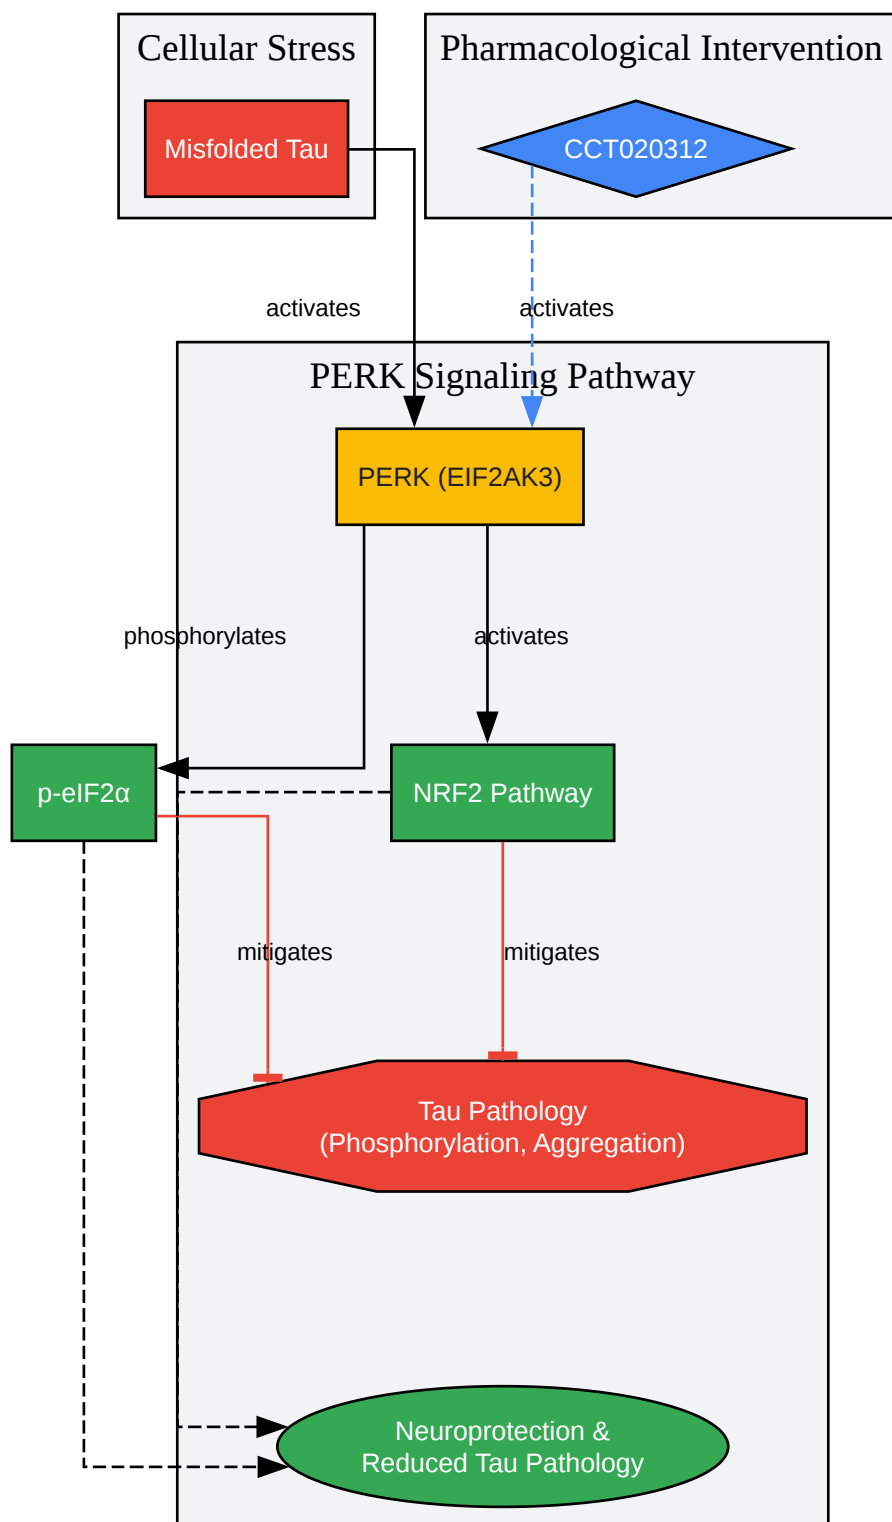 Cellular Stress
Pharmacological Intervention
Misfolded Tau
CCT020312
activates
activates
PERK Signaling Pathway
PERK (EIF2AK3)
phosphorylates
activates
p-eIF2α
NRF2 Pathway
mitigates
mitigates
Tau Pathology
(Phosphorylation, Aggregation)
Neuroprotection &
Reduced Tau Pathology